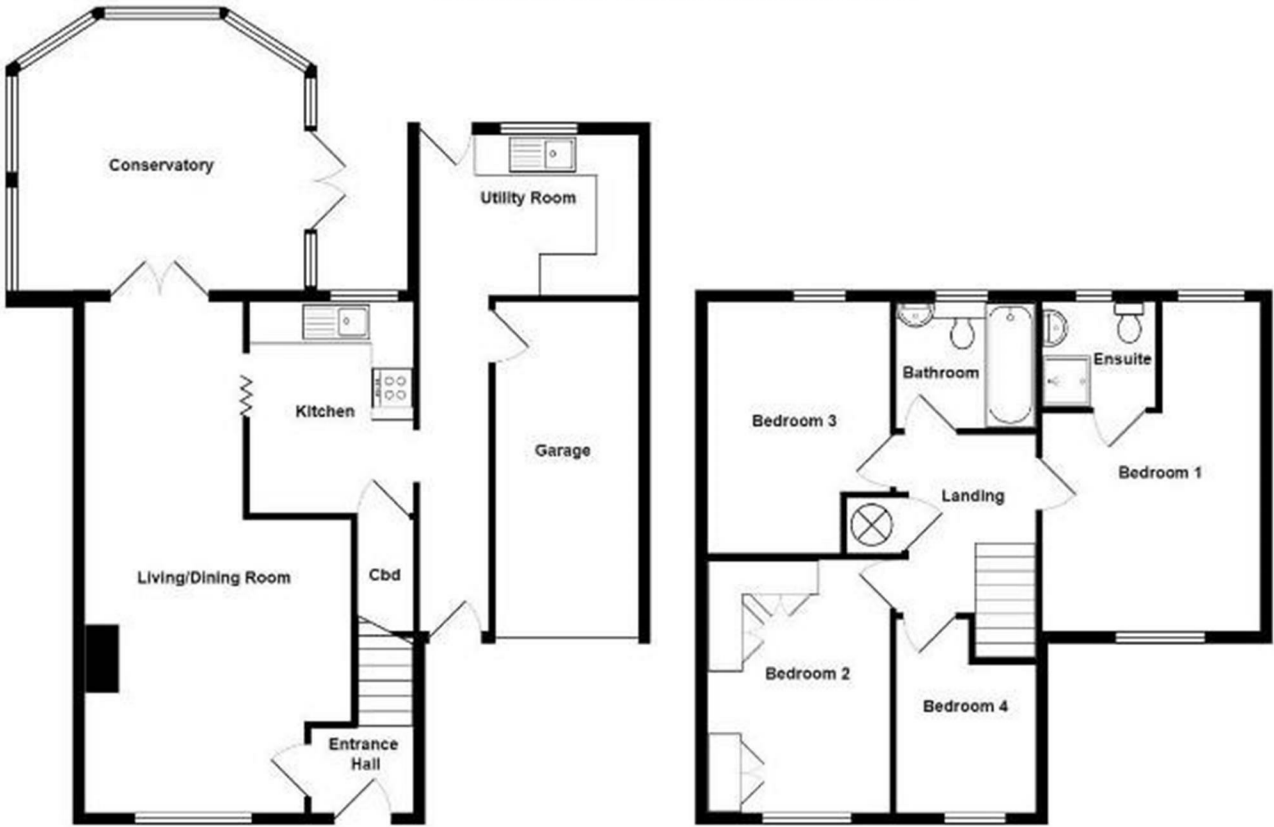 Conservatory
Utility Room
Kitchen
Garage
Living/Dining Room
Cbd
Entrance
Hall
Bathroom
Ensuite
Bedroom 3
Bedroom 1
Landing
Bedroom 2
Bedroom 4